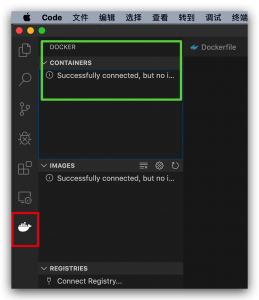 Code 文件 编辑 选择 查看 转到 调试 终端
DOCKER
Dockerfile
CONTAINERS
Successfully connected, but no i...
IMAGES
Successfully connected, but no i...
REGISTRIES
Connect Registry...